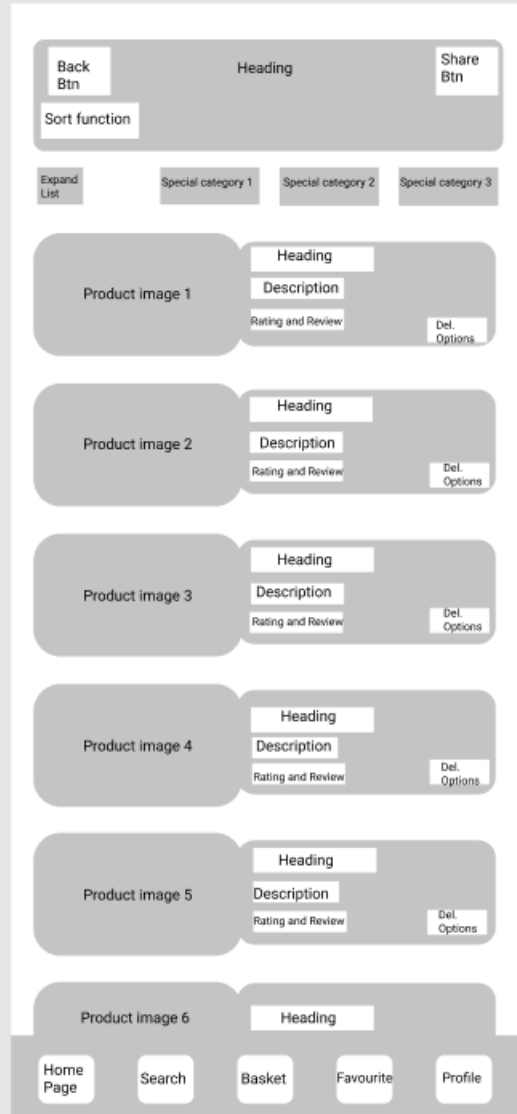 Back
Btn
Heading
Share
Btn
Sort function
Expand
List
Special category 1
Special category 2
Special category 3
Product image 1
Heading
Description
Rating and Review
Del.
Options
Product image 2
Heading
Description
Rating and Review
Del.
Options
Product image 3
Heading
Description
Rating and Review
Del.
Options
Product image 4
Heading
Description
Rating and Review
Del.
Options
Product image 5
Heading
Description
Rating and Review
Del.
Options
Product image 6
Heading
Home
Page
Search
Basket
Favourite
Profile